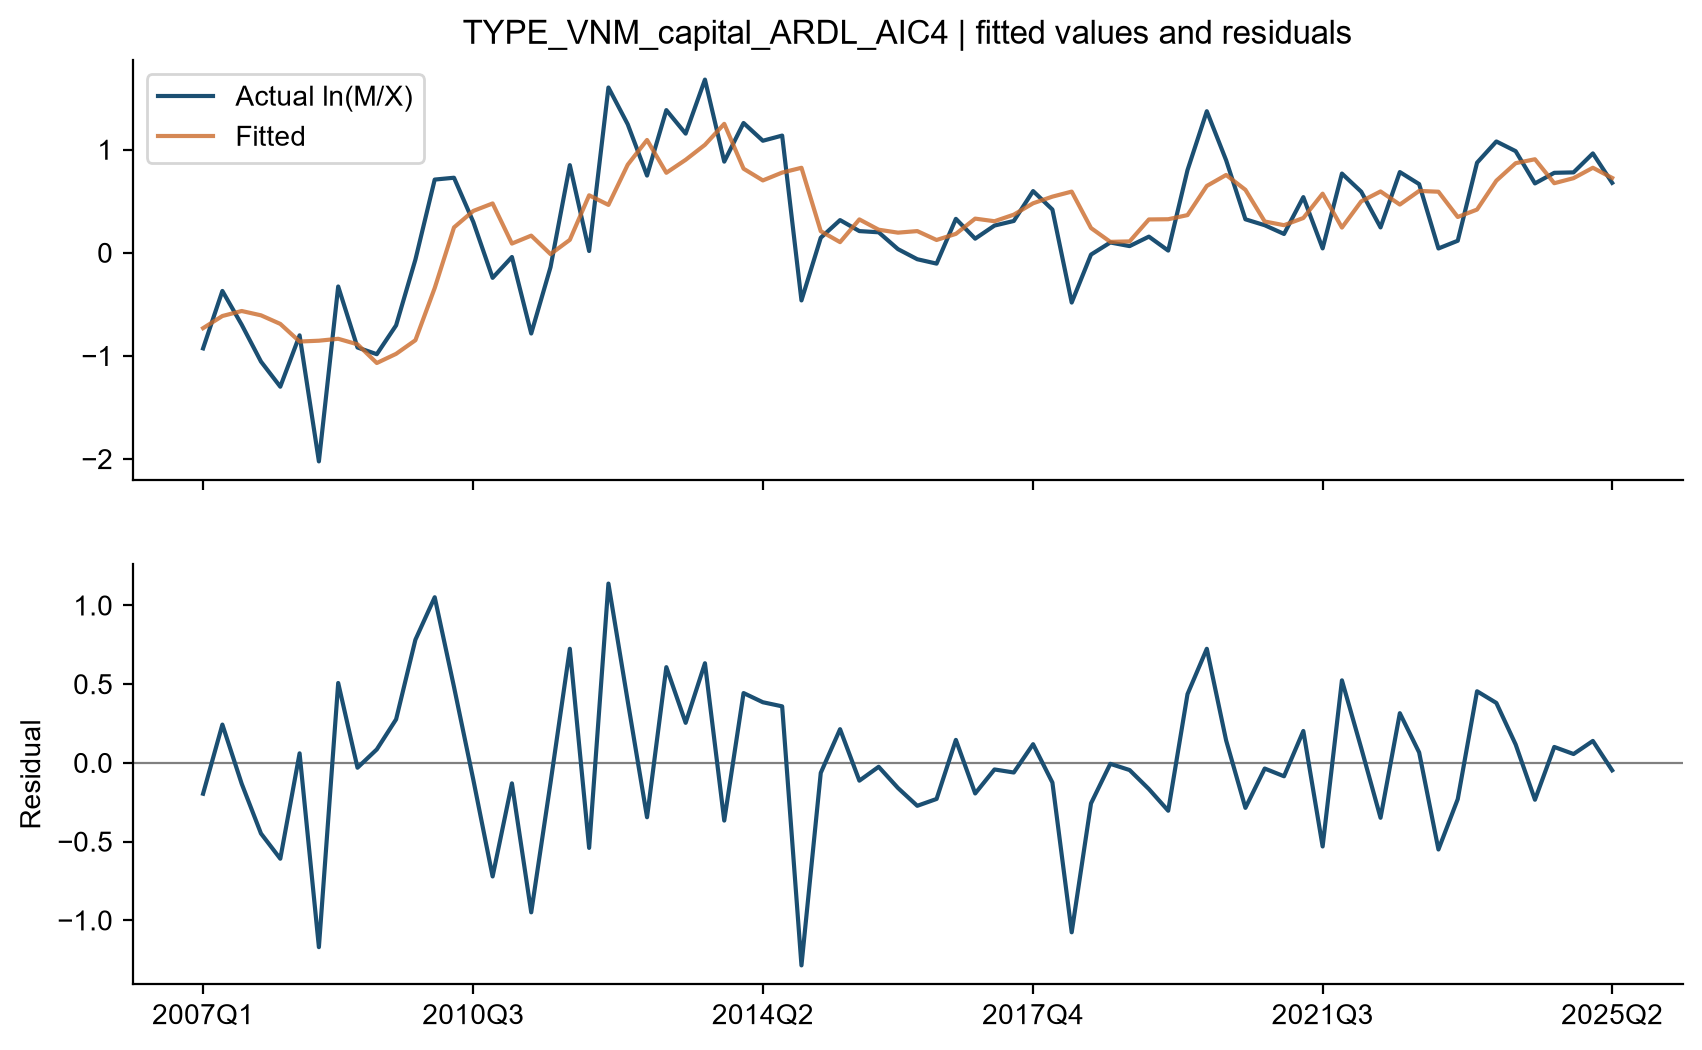 TYPE_VNM_capital_ARDL_AIC4 | fitted values and residuals
Actual ln(M/X)
Fitted
1
0
−1
−2
1.0
0.5
0.0
−0.5
−1.0
Residual
2007Q1 2010Q3 2014Q2 2017Q4 2021Q3 2025Q2